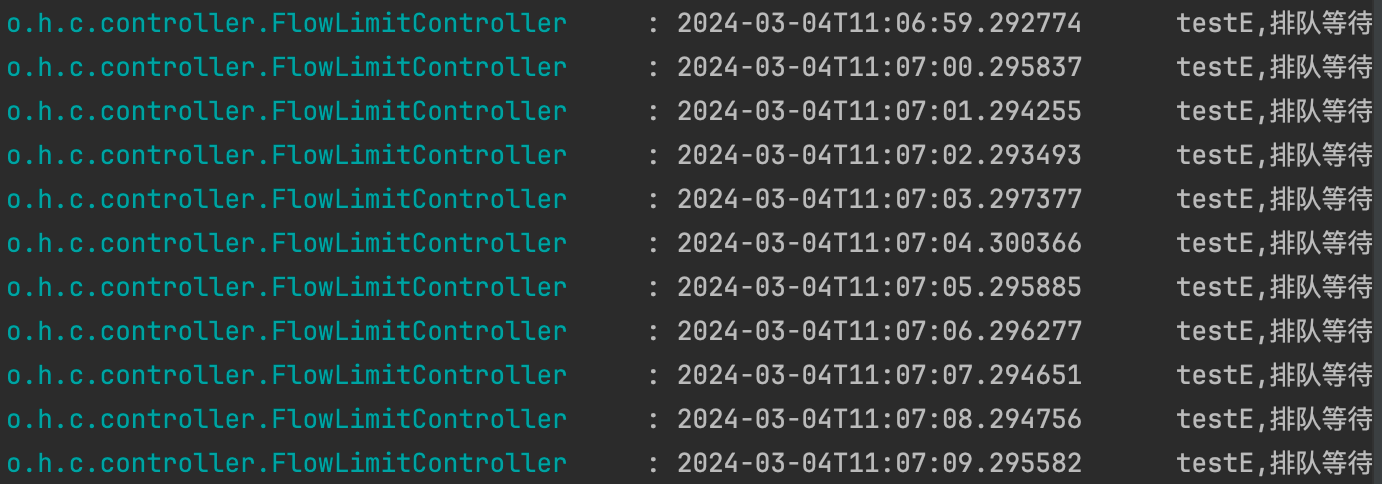 o.h.c.controller.FlowLimitController : 2024-03-04T11:06:59.292774 testE,排队等待
o.h.c.controller.FlowLimitController : 2024-03-04T11:07:00.295837 testE,排队等待
o.h.c.controller.FlowLimitController : 2024-03-04T11:07:01.294255 testE,排队等待
o.h.c.controller.FlowLimitController : 2024-03-04T11:07:02.293493 testE,排队等待
o.h.c.controller.FlowLimitController : 2024-03-04T11:07:03.297377 testE,排队等待
o.h.c.controller.FlowLimitController : 2024-03-04T11:07:04.300366 testE,排队等待
o.h.c.controller.FlowLimitController : 2024-03-04T11:07:05.295885 testE,排队等待
o.h.c.controller.FlowLimitController : 2024-03-04T11:07:06.296277 testE,排队等待
o.h.c.controller.FlowLimitController : 2024-03-04T11:07:07.294651 testE,排队等待
o.h.c.controller.FlowLimitController : 2024-03-04T11:07:08.294756 testE,排队等待
o.h.c.controller.FlowLimitController : 2024-03-04T11:07:09.295582 testE,排队等待